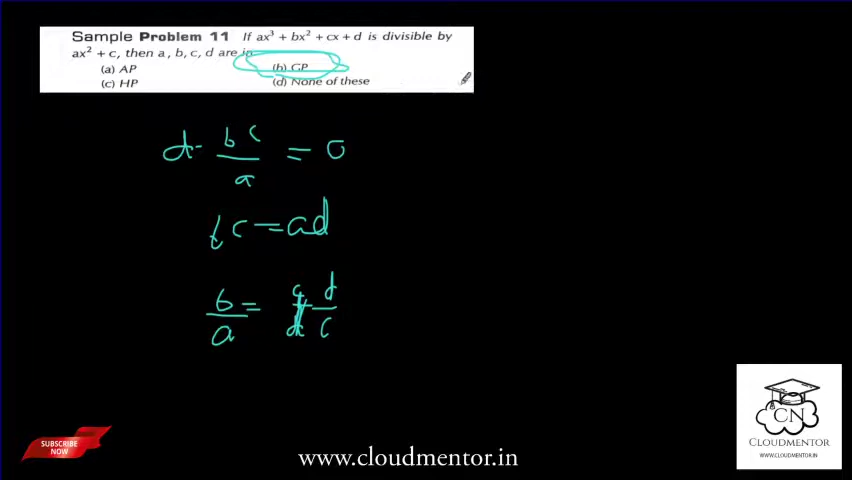 Sample Problem 11 If ax³ + bx² + cx + d is divisible by
ax² + c, then a, b, c, d are in
(a) AP (b) GP
(c) HP (d) None of these
d - bc/a = 0
bc = ad
b/a = d/c
SUBSCRIBE
NOW
www.cloudmentor.in
CN
CLOUDMENTOR
WWW.CLOUDMENTOR.IN